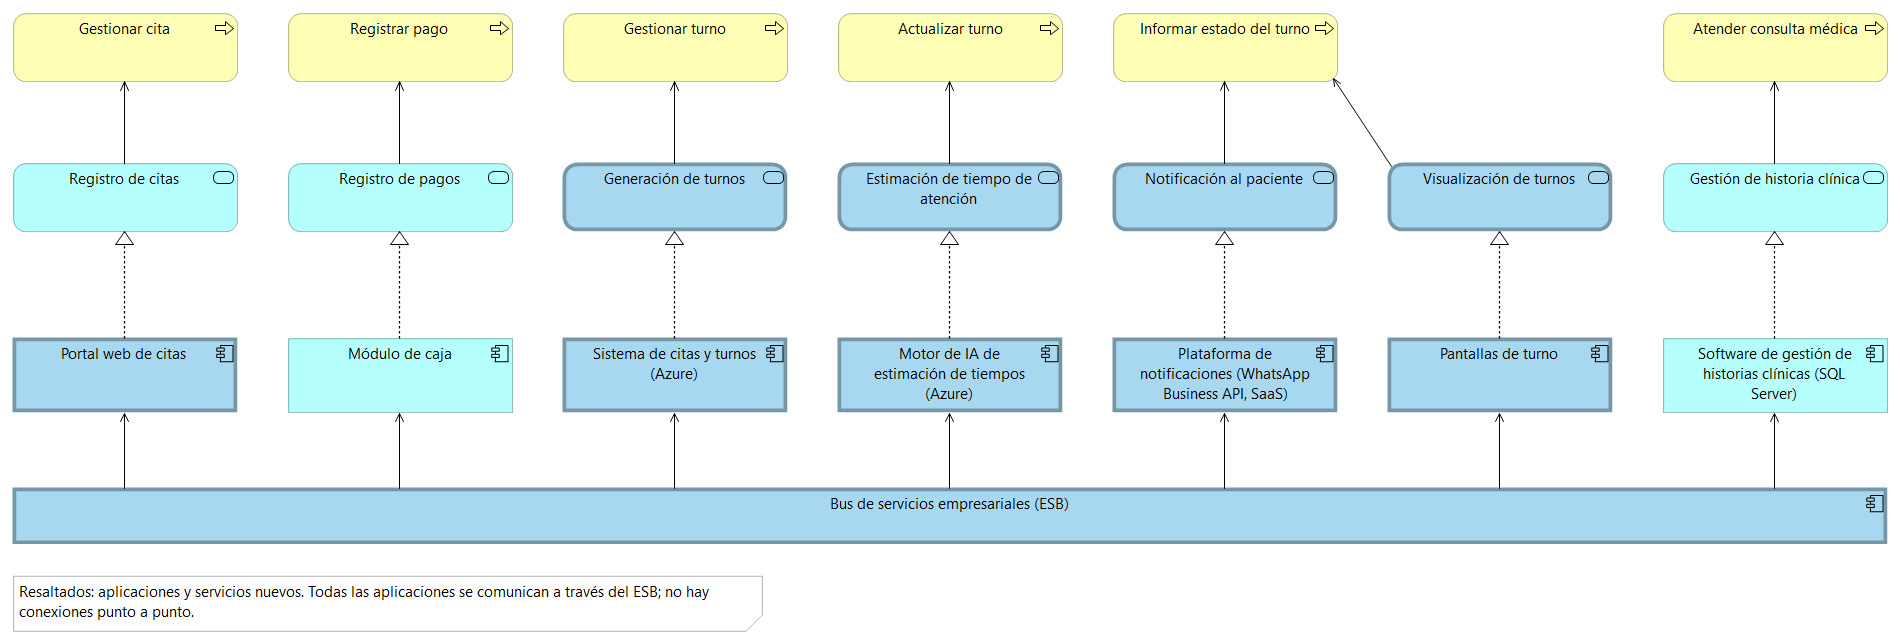 Gestionar cita
Registrar pago
Gestionar turno
Actualizar turno
Informar estado del turno
Atender consulta médica
Registro de citas
Registro de pagos
Generación de turnos
Estimación de tiempo de
atención
Notificación al paciente
Visualización de turnos
Gestión de historia clínica
Portal web de citas
Módulo de caja
Sistema de citas y turnos
(Azure)
Motor de IA de
estimación de tiempos
(Azure)
Plataforma de
notificaciones (WhatsApp
Business API, SaaS)
Pantallas de turno
Software de gestión de
historias clínicas (SQL
Server)
Bus de servicios empresariales (ESB)
Resaltados: aplicaciones y servicios nuevos. Todas las aplicaciones se comunican a través del ESB; no hay
conexiones punto a punto.